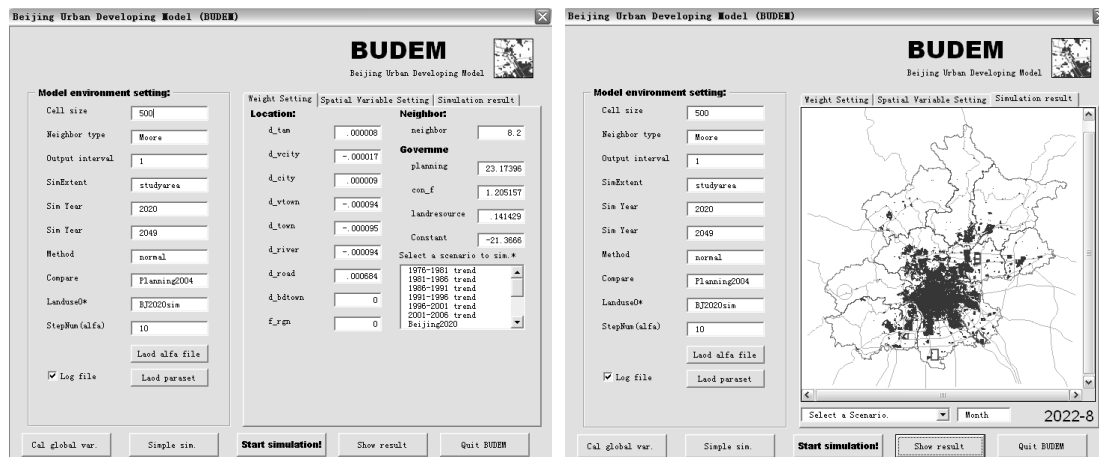 Beijing Urban Developing Model (BUDEM)
BUDEM
Beijing Urban Developing Model
Model environment setting:
Cell size 500
Neighbor type Moore
Output interval 1
SimExtent studyarea
Sim Year 2020
Sim Year 2049
Method normal
Compare Planning2004
Landuse0* BJ2020sim
StepNum(alfa) 10
Laod alfa file
Log file Laod paraset
Weight Setting Spatial Variable Setting Simulation result
Location:
d_tam .000008
d_vcity -.000017
d_city .000009
d_vtown -.000094
d_town -.000095
d_river -.000094
d_road .000684
d_bdtown 0
f_rgn 0
Neighbor:
neighbor 8.2
Governme
planning 23.17396
con_f 1.205157
landresource .141429
Constant -21.3666
Select a scenario to sim.*
1976-1981 trend
1981-1986 trend
1986-1991 trend
1991-1996 trend
1996-2001 trend
2001-2006 trend
Beijing2020
Cal global var. Simple sim. Start simulation! Show result Quit BUDEM
Beijing Urban Developing Model (BUDEM)
BUDEM
Beijing Urban Developing Model
Model environment setting:
Cell size 500
Neighbor type Moore
Output interval 1
SimExtent studyarea
Sim Year 2020
Sim Year 2049
Method normal
Compare Planning2004
Landuse0* BJ2020sim
StepNum(alfa) 10
Laod alfa file
Log file Laod paraset
Weight Setting Spatial Variable Setting Simulation result
Select a Scenario. Month 2022-8
Cal global var. Simple sim. Start simulation! Show result Quit BUDEM